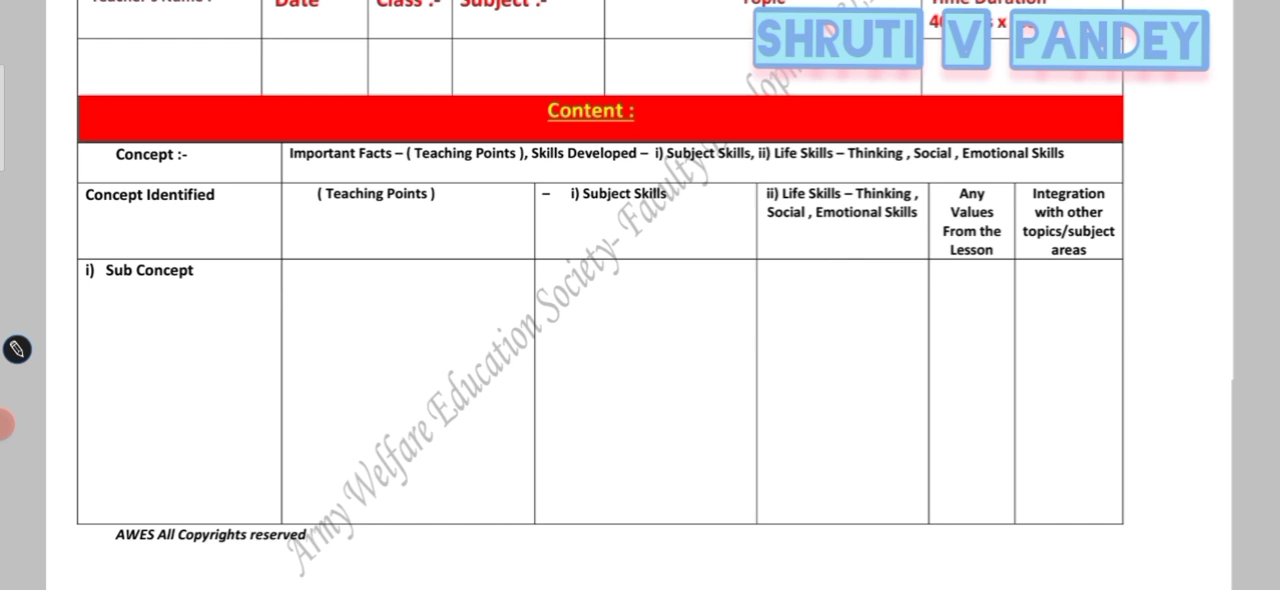 Date Class :- Subject :- Topic Time Duration
SHRUTI V PANDEY
Content :
Concept :- Important Facts – ( Teaching Points ), Skills Developed – i) Subject Skills, ii) Life Skills – Thinking , Social , Emotional Skills
Concept Identified ( Teaching Points ) – i) Subject Skills ii) Life Skills – Thinking , Social , Emotional Skills Any Values From the Lesson Integration with other topics/subject areas
i) Sub Concept
Army Welfare Education Society- Faculty
AWES All Copyrights reserved